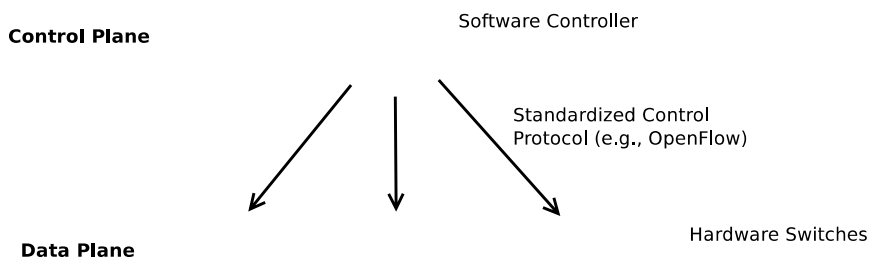 Software Controller
Control Plane
Standardized Control
Protocol (e.g., OpenFlow)
Hardware Switches
Data Plane